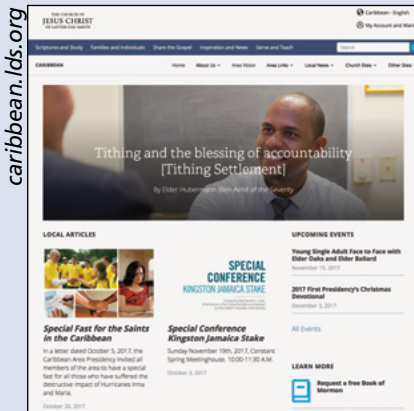 caribbean.lds.org
THE CHURCH OF
JESUS CHRIST
OF LATTER-DAY SAINTS
Caribbean - English
My Account and Ward
Scriptures and Study Families and Individuals Share the Gospel Inspiration and News Serve and Teach
Search
CARIBBEAN
Home About Us Area Vision Area Links Local News Church Sites Other Sites
Tithing and the blessing of accountability
[Tithing Settlement]
By Elder Hubermann Bien-Aimé of the Seventy
LOCAL ARTICLES
SPECIAL
CONFERENCE
KINGSTON JAMAICA STAKE
Special Fast for the Saints
in the Caribbean
In a letter dated October 5, 2017, the
Caribbean Area Presidency invited all
members of the area to have a special
fast for all those who have suffered the
destructive impact of Hurricanes Irma
and Maria.
October 20, 2017
Special Conference
Kingston Jamaica Stake
Sunday November 19th, 2017, Constant
Spring Meetinghouse, 10:00-11:30 A.M.
October 3, 2017
UPCOMING EVENTS
Young Single Adult Face to Face with
Elder Oaks and Elder Ballard
November 19, 2017
2017 First Presidency's Christmas
Devotional
December 3, 2017
All Events
LEARN MORE
Request a free Book of
Mormon